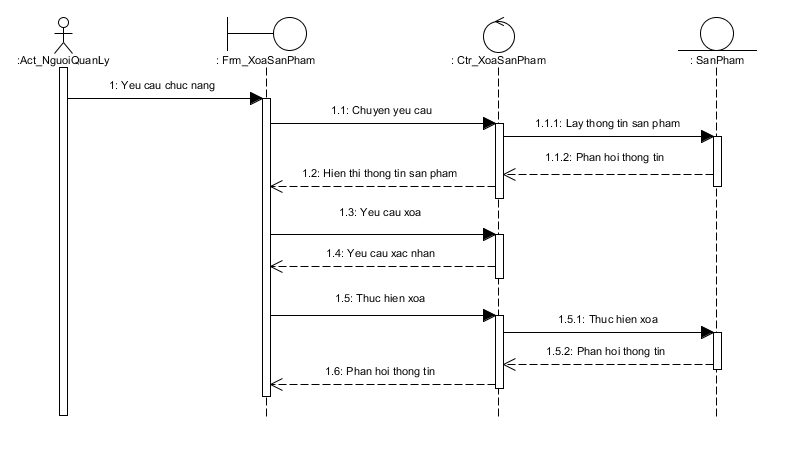 :Act_NguoiQuanLy
: Frm_XoaSanPham
: Ctr_XoaSanPham
: SanPham
1: Yeu cau chuc nang
1.1: Chuyen yeu cau
1.1.1: Lay thong tin san pham
1.1.2: Phan hoi thong tin
1.2: Hien thi thong tin san pham
1.3: Yeu cau xoa
1.4: Yeu cau xac nhan
1.5: Thuc hien xoa
1.5.1: Thuc hien xoa
1.5.2: Phan hoi thong tin
1.6: Phan hoi thong tin